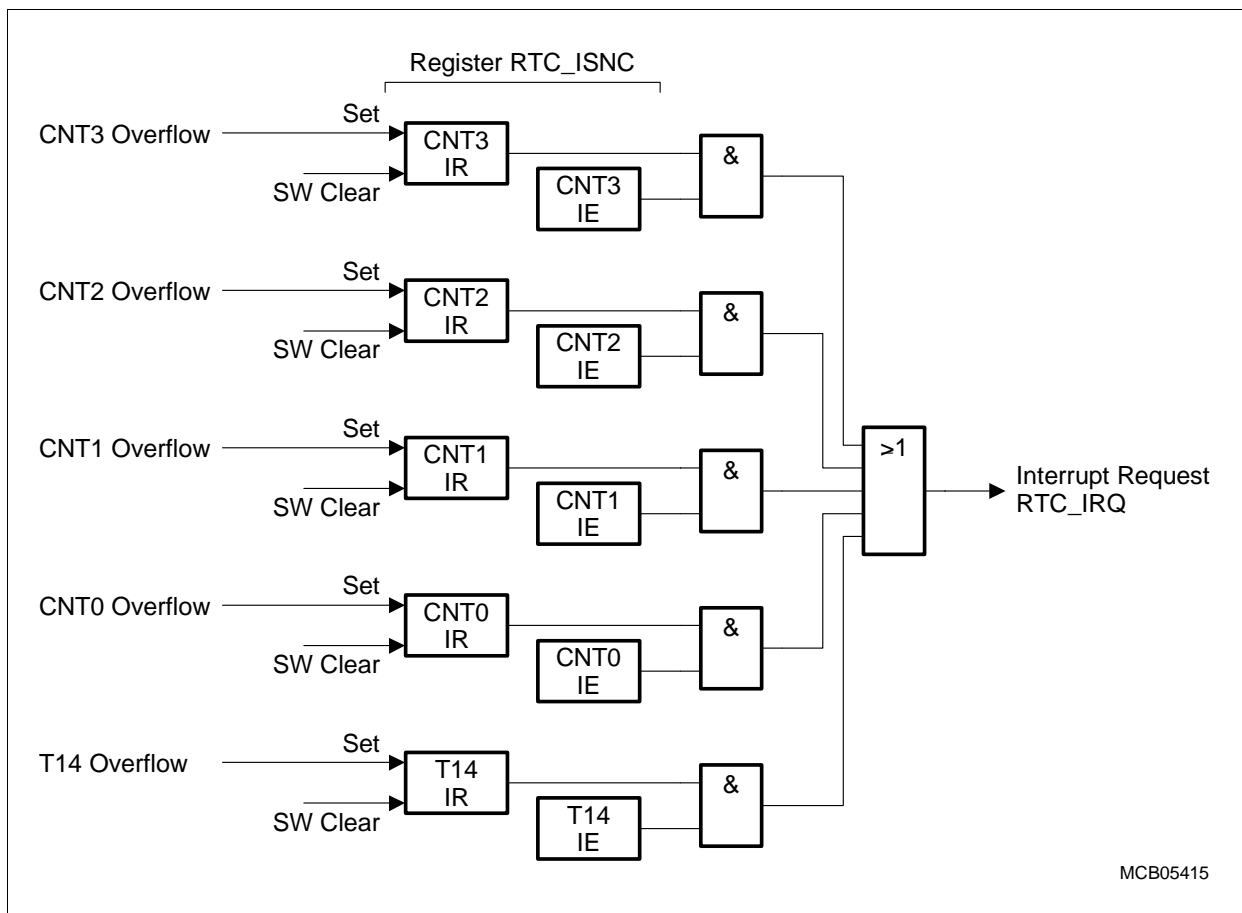 Register RTC_ISNC
CNT3 Overflow
Set
SW Clear
CNT3
IR
CNT3
IE
&
CNT2 Overflow
Set
SW Clear
CNT2
IR
CNT2
IE
&
CNT1 Overflow
Set
SW Clear
CNT1
IR
CNT1
IE
&
≥1
Interrupt Request
RTC_IRQ
CNT0 Overflow
Set
SW Clear
CNT0
IR
CNT0
IE
&
T14 Overflow
Set
SW Clear
T14
IR
T14
IE
&
MCB05415